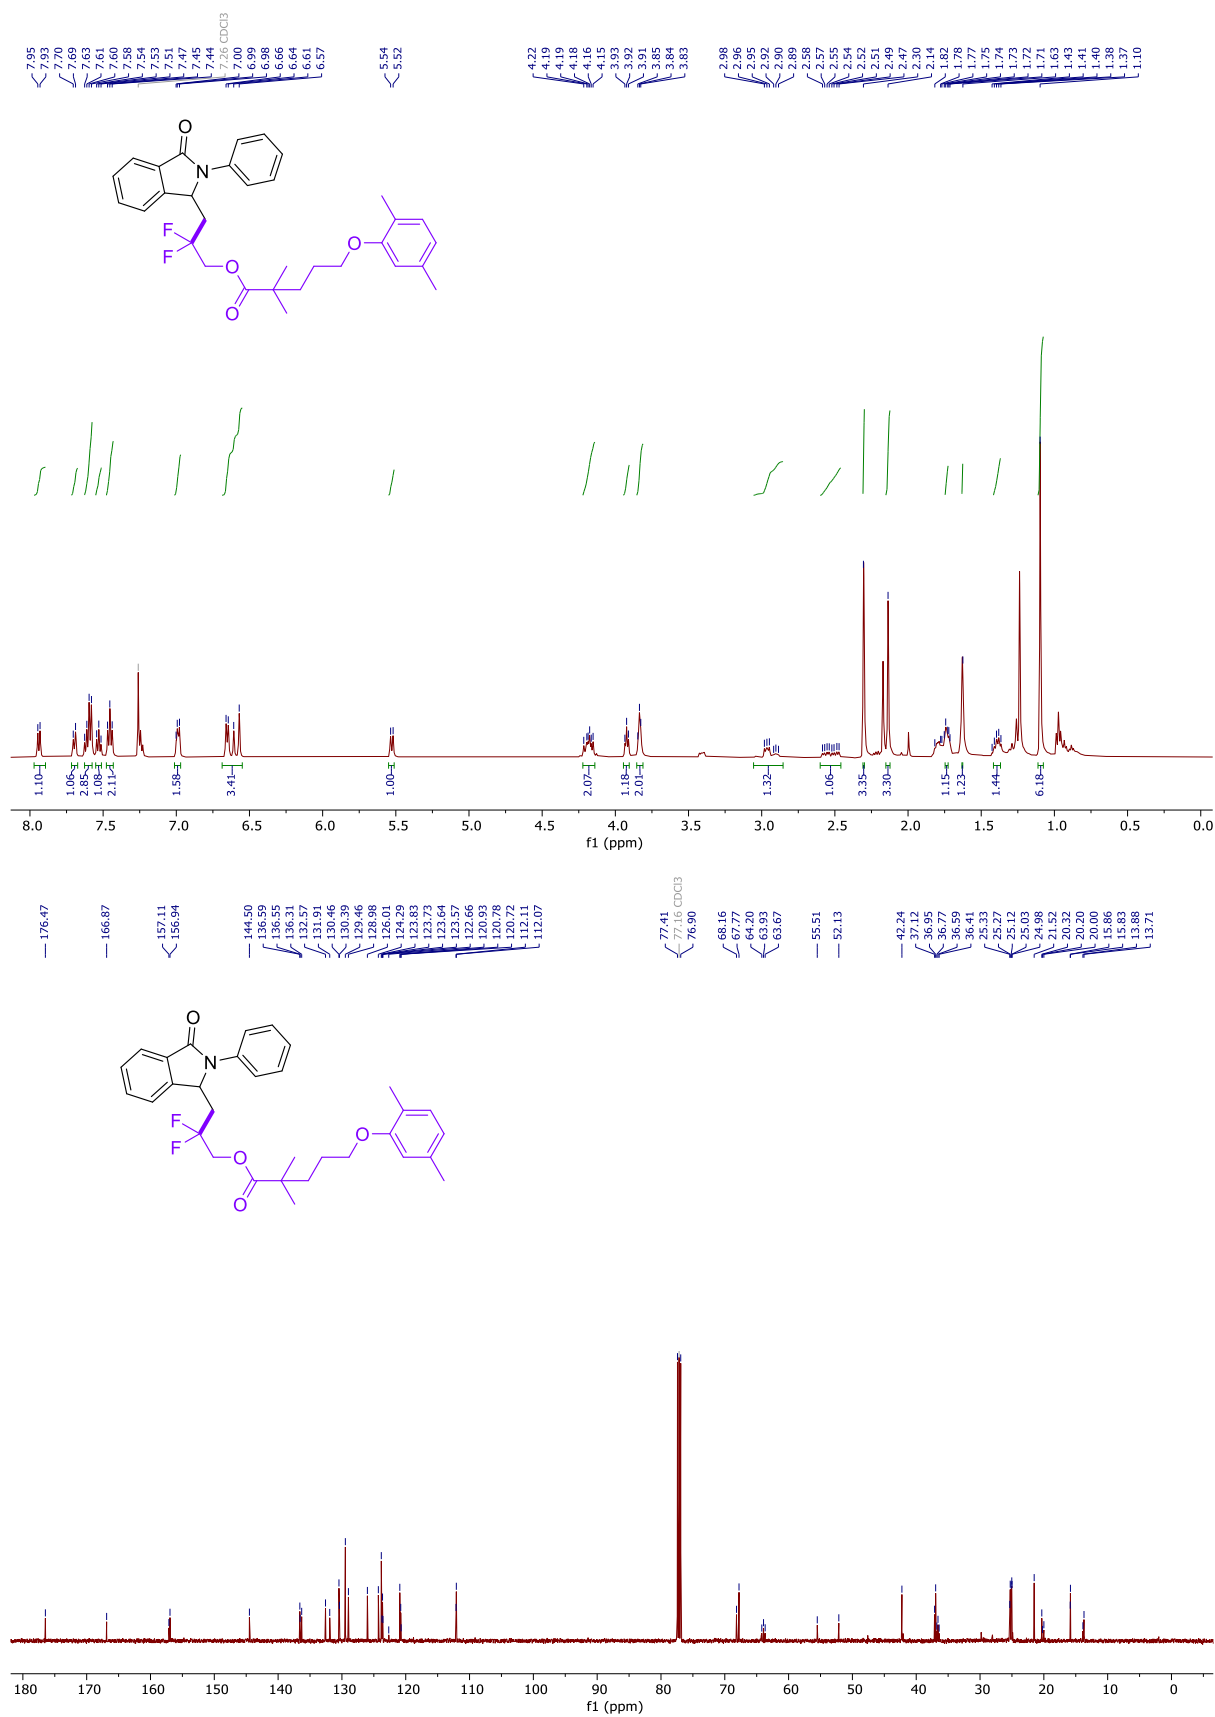 7.95 7.93 7.70 7.69 7.63 7.61 7.60 7.58 7.54 7.53 7.51 7.47 7.45 7.44 7.26 CDCl3 7.00 6.99 6.98 6.66 6.64 6.61 6.57 5.54 5.52 4.22 4.19 4.19 4.18 4.16 4.15 3.93 3.92 3.91 3.85 3.84 3.83 2.98 2.96 2.95 2.92 2.90 2.89 2.58 2.57 2.55 2.54 2.52 2.51 2.49 2.47 2.30 2.14 1.82 1.78 1.77 1.75 1.74 1.73 1.72 1.71 1.63 1.43 1.41 1.40 1.38 1.37 1.10
O
N
F
F
O
O
O
1.10 1.06 2.85 1.08 2.11 1.58 3.41 1.00 2.07 1.18 2.01 1.32 1.06 3.35 3.30 1.15 1.23 1.44 6.18
8.0 7.5 7.0 6.5 6.0 5.5 5.0 4.5 4.0 3.5 3.0 2.5 2.0 1.5 1.0 0.5 0.0
f1 (ppm)
176.47 166.87 157.11 156.94 144.50 136.59 136.55 136.31 132.57 131.91 130.46 130.39 129.46 128.98 126.01 124.29 123.83 123.73 123.64 123.57 122.66 120.93 120.78 120.72 112.11 112.07 77.41 77.16 CDCl3 76.90 68.16 67.77 64.20 63.93 63.67 55.51 52.13 42.24 37.12 36.95 36.77 36.59 36.41 25.33 25.27 25.12 25.03 24.98 21.52 20.32 20.20 20.00 15.86 15.83 13.88 13.71
O
N
F
F
O
O
O
180 170 160 150 140 130 120 110 100 90 80 70 60 50 40 30 20 10 0
f1 (ppm)